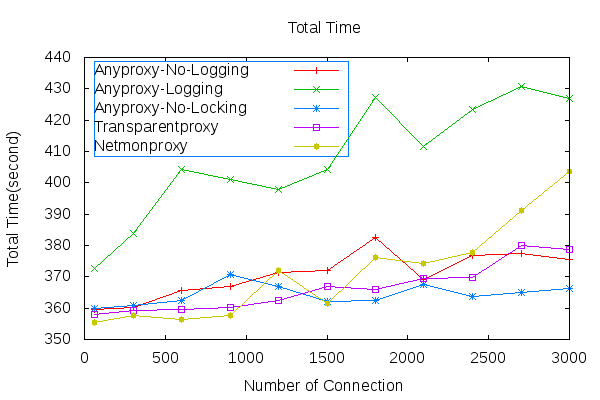 Total Time
440
430
420
410
400
390
380
370
360
350
Total Time(second)
Anyproxy-No-Logging
Anyproxy-Logging
Anyproxy-No-Locking
Transparentproxy
Netmonproxy
0 500 1000 1500 2000 2500 3000
Number of Connection